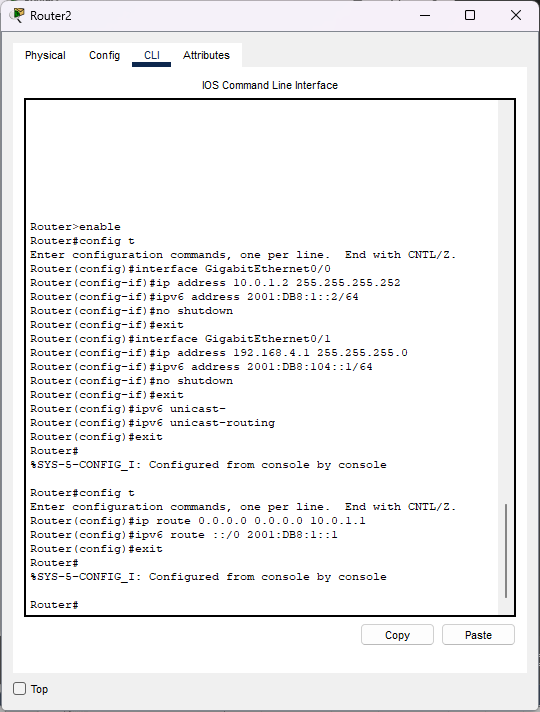 Router2
Physical Config CLI Attributes
IOS Command Line Interface
Router>enable
Router#config t
Enter configuration commands, one per line.  End with CNTL/Z.
Router(config)#interface GigabitEthernet0/0
Router(config-if)#ip address 10.0.1.2 255.255.255.252
Router(config-if)#ipv6 address 2001:DB8:1::2/64
Router(config-if)#no shutdown
Router(config-if)#exit
Router(config)#interface GigabitEthernet0/1
Router(config-if)#ip address 192.168.4.1 255.255.255.0
Router(config-if)#ipv6 address 2001:DB8:104::1/64
Router(config-if)#no shutdown
Router(config-if)#exit
Router(config)#ipv6 unicast-
Router(config)#ipv6 unicast-routing
Router(config)#exit
Router#
%SYS-5-CONFIG_I: Configured from console by console
Router#config t
Enter configuration commands, one per line.  End with CNTL/Z.
Router(config)#ip route 0.0.0.0 0.0.0.0 10.0.1.1
Router(config)#ipv6 route ::/0 2001:DB8:1::1
Router(config)#exit
Router#
%SYS-5-CONFIG_I: Configured from console by console
Router#
Copy Paste
Top